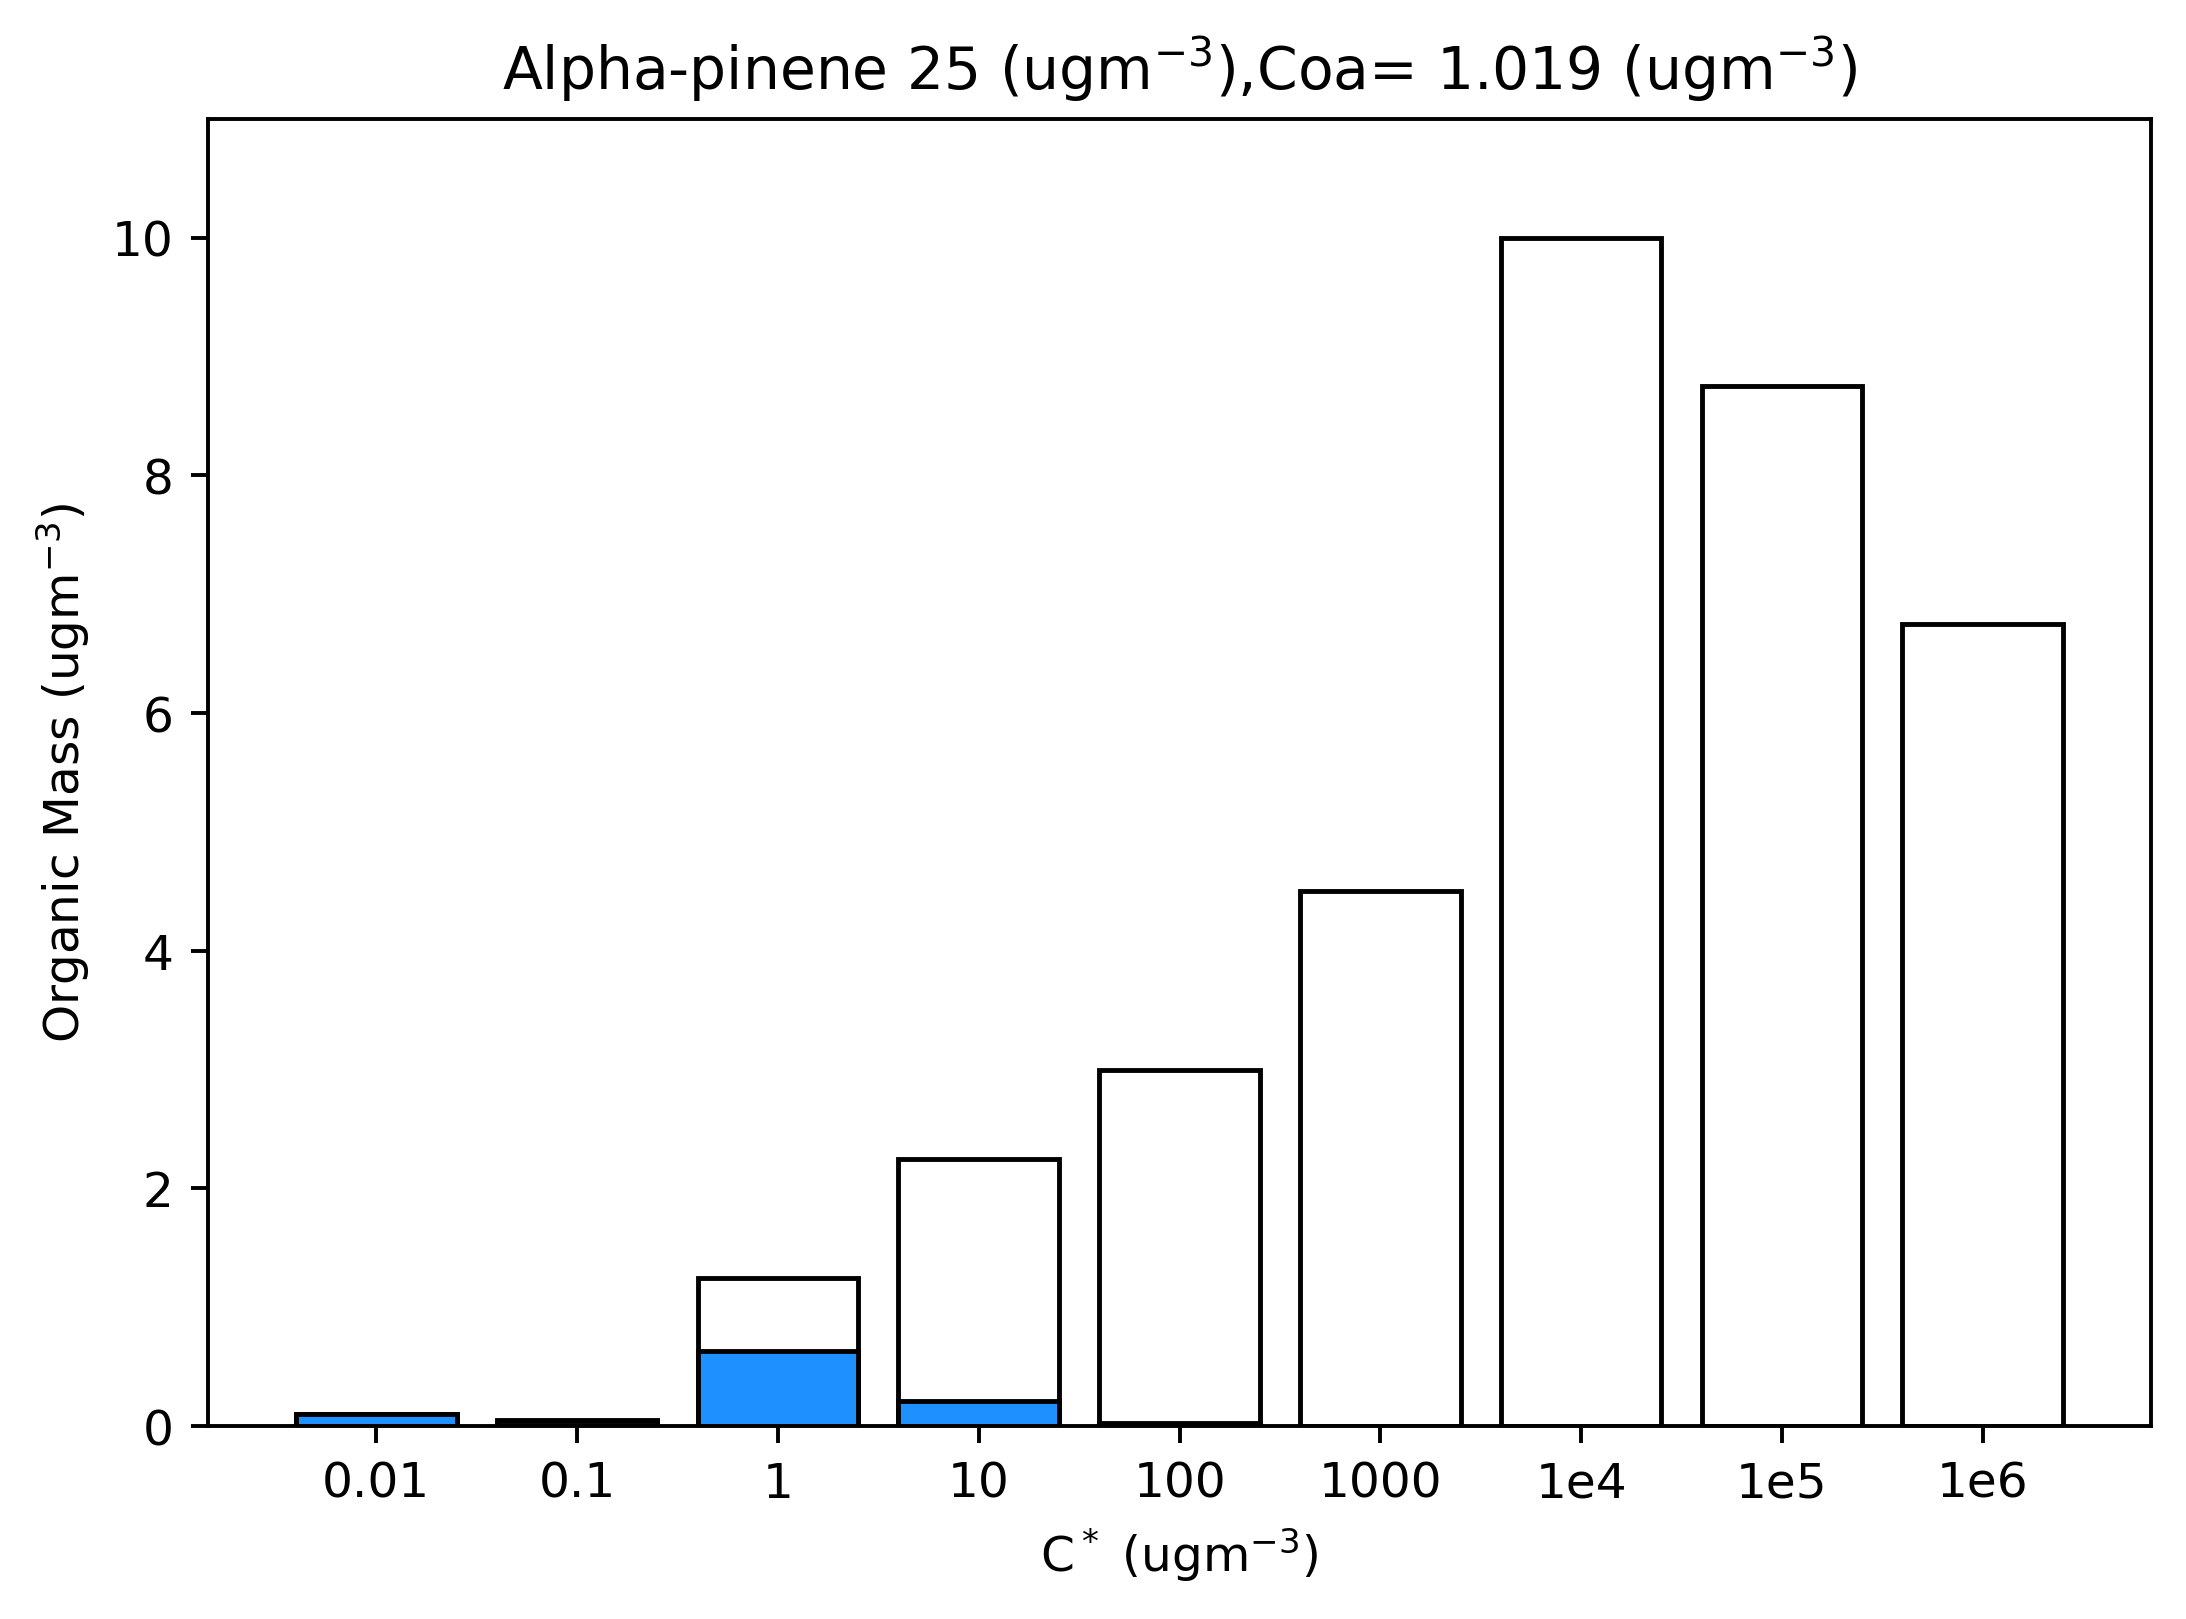 Alpha-pinene 25 (ugm⁻³),Coa= 1.019 (ugm⁻³)
Organic Mass (ugm⁻³)
10
8
6
4
2
0
0.01 0.1 1 10 100 1000 1e4 1e5 1e6
C* (ugm⁻³)